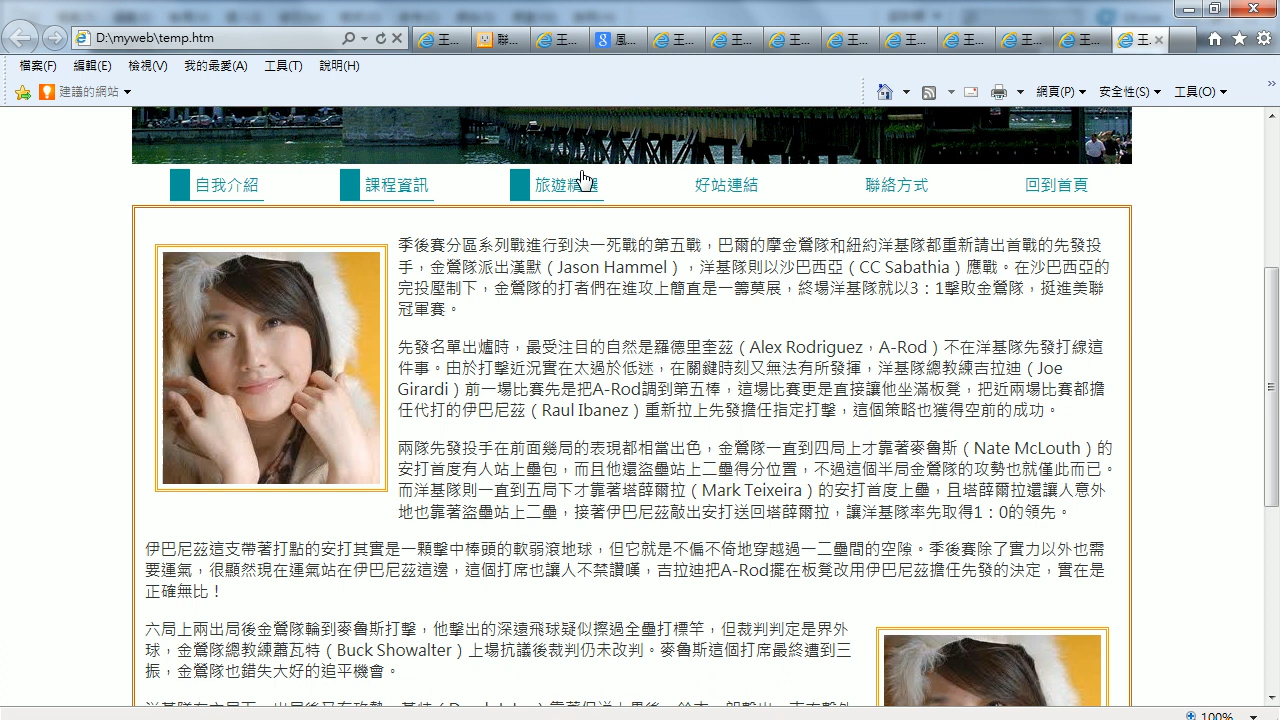 D:\myweb\temp.htm
王...
聯...
王...
風...
王...
王...
王...
王...
王...
王...
王...
王...
王
檔案(F) 編輯(E) 檢視(V) 我的最愛(A) 工具(T) 說明(H)
建議的網站
網頁(P) 安全性(S) 工具(O)
自我介紹 課程資訊 旅遊精選 好站連結 聯絡方式 回到首頁
季後賽分區系列戰進行到決一死戰的第五戰，巴爾的摩金鶯隊和紐約洋基隊都重新請出首戰的先發投
手，金鶯隊派出漢默（Jason Hammel），洋基隊則以沙巴西亞（CC Sabathia）應戰。在沙巴西亞的
完投壓制下，金鶯隊的打者們在進攻上簡直是一籌莫展，終場洋基隊就以3：1擊敗金鶯隊，挺進美聯
冠軍賽。
先發名單出爐時，最受注目的自然是羅德里奎茲（Alex Rodriguez，A-Rod）不在洋基隊先發打線這
件事。由於打擊近況實在太過於低迷，在關鍵時刻又無法有所發揮，洋基隊總教練吉拉迪（Joe
Girardi）前一場比賽先是把A-Rod調到第五棒，這場比賽更是直接讓他坐滿板凳，把近兩場比賽都擔
任代打的伊巴尼茲（Raul Ibanez）重新拉上先發擔任指定打擊，這個策略也獲得空前的成功。
兩隊先發投手在前面幾局的表現都相當出色，金鶯隊一直到四局上才靠著麥魯斯（Nate McLouth）的
安打首度有人站上壘包，而且他還盜壘站上二壘得分位置，不過這個半局金鶯隊的攻勢也就僅此而已。
而洋基隊則一直到五局下才靠著塔薛爾拉（Mark Teixeira）的安打首度上壘，且塔薛爾拉還讓人意外
地也靠著盜壘站上二壘，接著伊巴尼茲敲出安打送回塔薛爾拉，讓洋基隊率先取得1：0的領先。
伊巴尼茲這支帶著打點的安打其實是一顆擊中棒頭的軟弱滾地球，但它就是不偏不倚地穿越過一二壘間的空隙。季後賽除了實力以外也需
要運氣，很顯然現在運氣站在伊巴尼茲這邊，這個打席也讓人不禁讚嘆，吉拉迪把A-Rod擺在板凳改用伊巴尼茲擔任先發的決定，實在是
正確無比！
六局上兩出局後金鶯隊輪到麥魯斯打擊，他擊出的深遠飛球疑似擦過全壘打標竿，但裁判判定是界外
球，金鶯隊總教練蕭瓦特（Buck Showalter）上場抗議後裁判仍未改判。麥魯斯這個打席最終遭到三
振，金鶯隊也錯失大好的追平機會。
100%